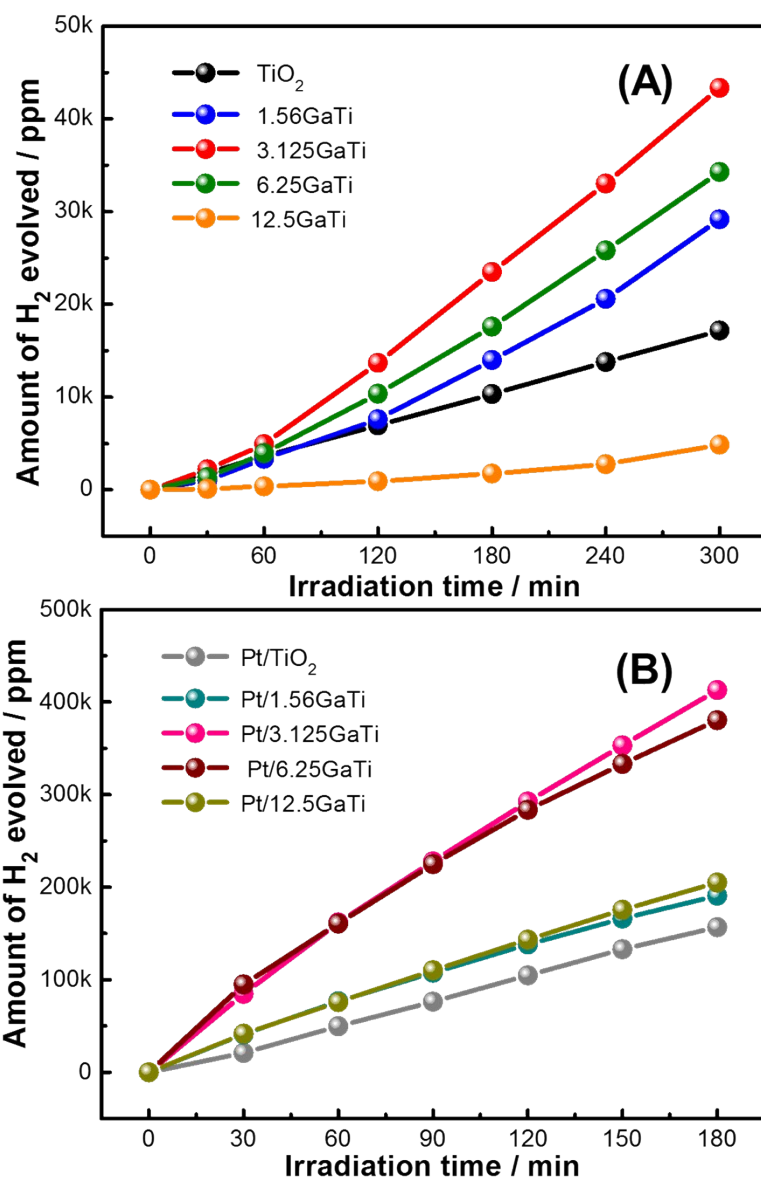 50k
40k
30k
20k
10k
0
Amount of H₂ evolved / ppm
(A)
TiO₂
1.56GaTi
3.125GaTi
6.25GaTi
12.5GaTi
0 60 120 180 240 300
Irradiation time / min
500k
400k
300k
200k
100k
0
Amount of H₂ evolved / ppm
(B)
Pt/TiO₂
Pt/1.56GaTi
Pt/3.125GaTi
Pt/6.25GaTi
Pt/12.5GaTi
0 30 60 90 120 150 180
Irradiation time / min